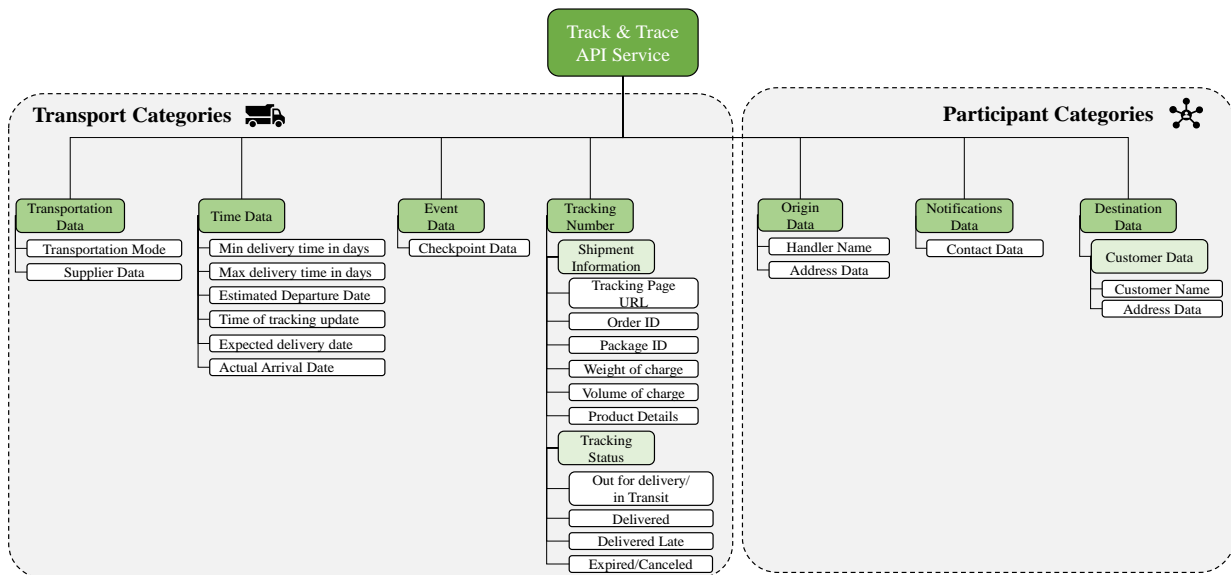 Track & Trace
API Service
Transport Categories
Participant Categories
Transportation
Data
Transportation Mode
Supplier Data
Time Data
Min delivery time in days
Max delivery time in days
Estimated Departure Date
Time of tracking update
Expected delivery date
Actual Arrival Date
Event
Data
Checkpoint Data
Tracking
Number
Shipment
Information
Tracking Page
URL
Order ID
Package ID
Weight of charge
Volume of charge
Product Details
Tracking
Status
Out for delivery/
in Transit
Delivered
Delivered Late
Expired/Canceled
Origin
Data
Handler Name
Address Data
Notifications
Data
Contact Data
Destination
Data
Customer Data
Customer Name
Address Data